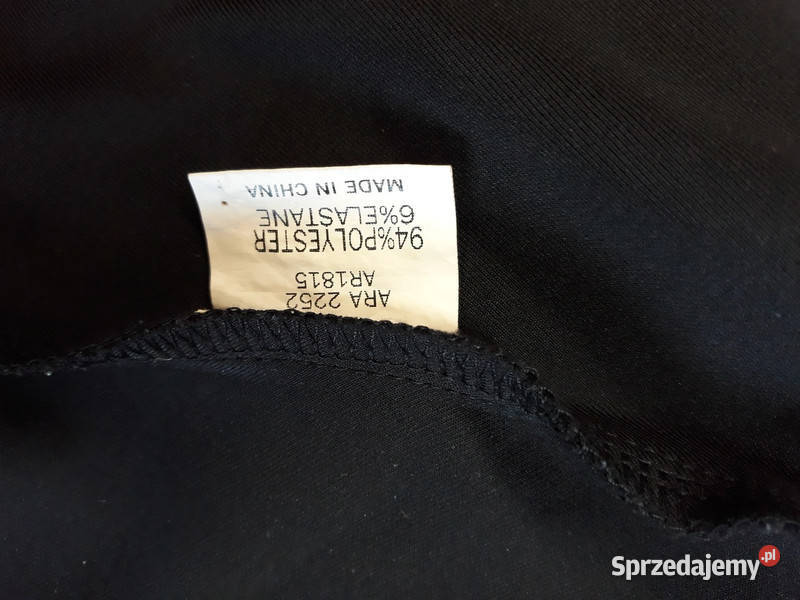 ARA 2252
AR1815
94%POLYESTER
6%ELASTANE
MADE IN CHINA
Sprzedajemy.pl